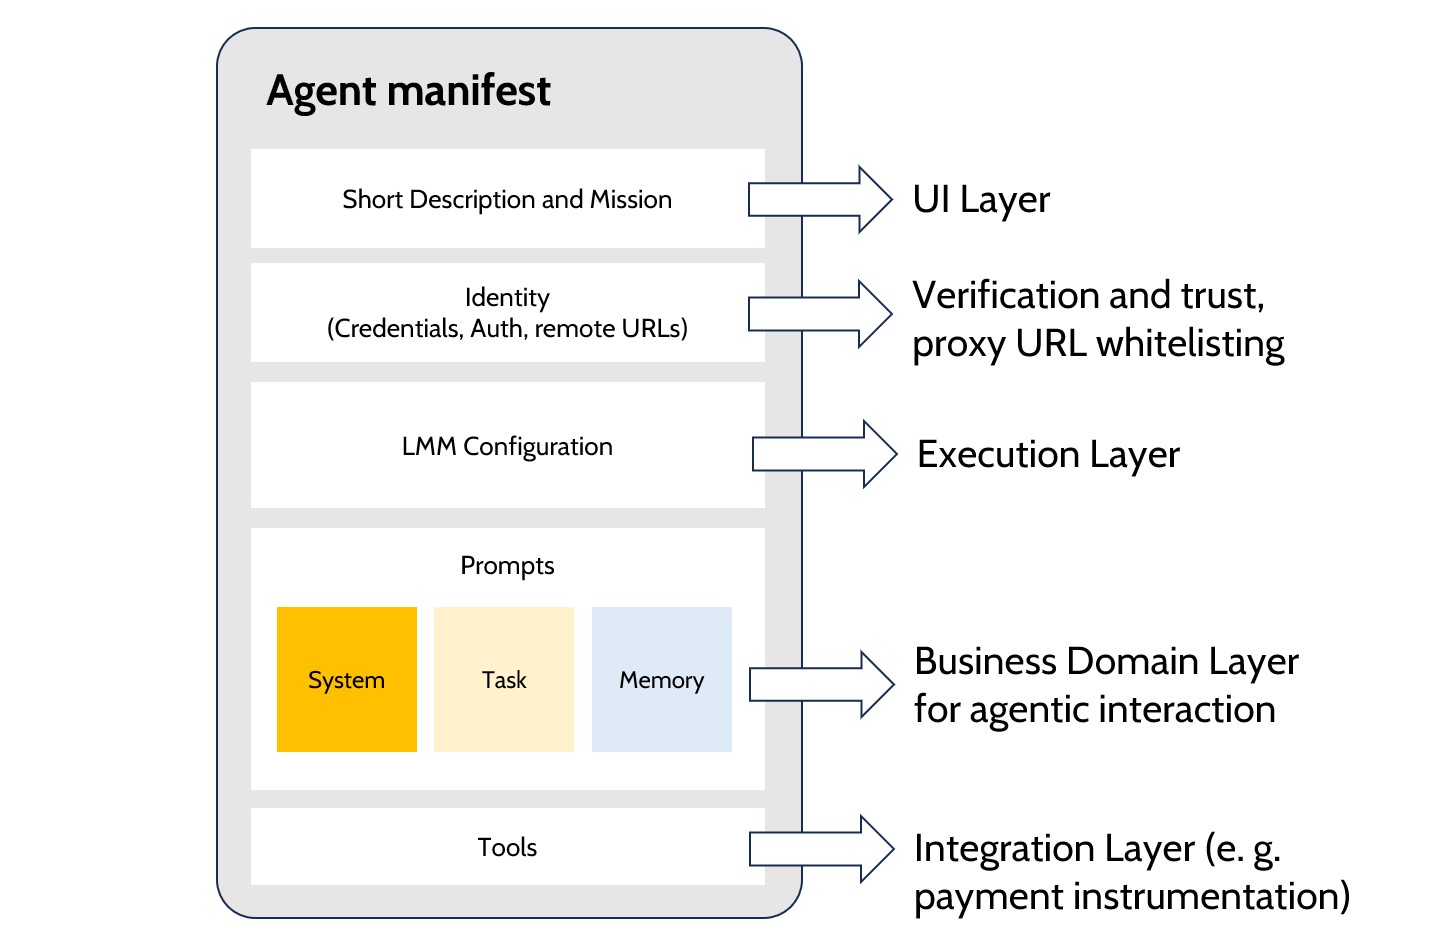 Agent manifest
Short Description and Mission
UI Layer
Identity
(Credentials, Auth, remote URLs)
Verification and trust,
proxy URL whitelisting
LMM Configuration
Execution Layer
Prompts
System
Task
Memory
Business Domain Layer
for agentic interaction
Tools
Integration Layer (e. g.
payment instrumentation)